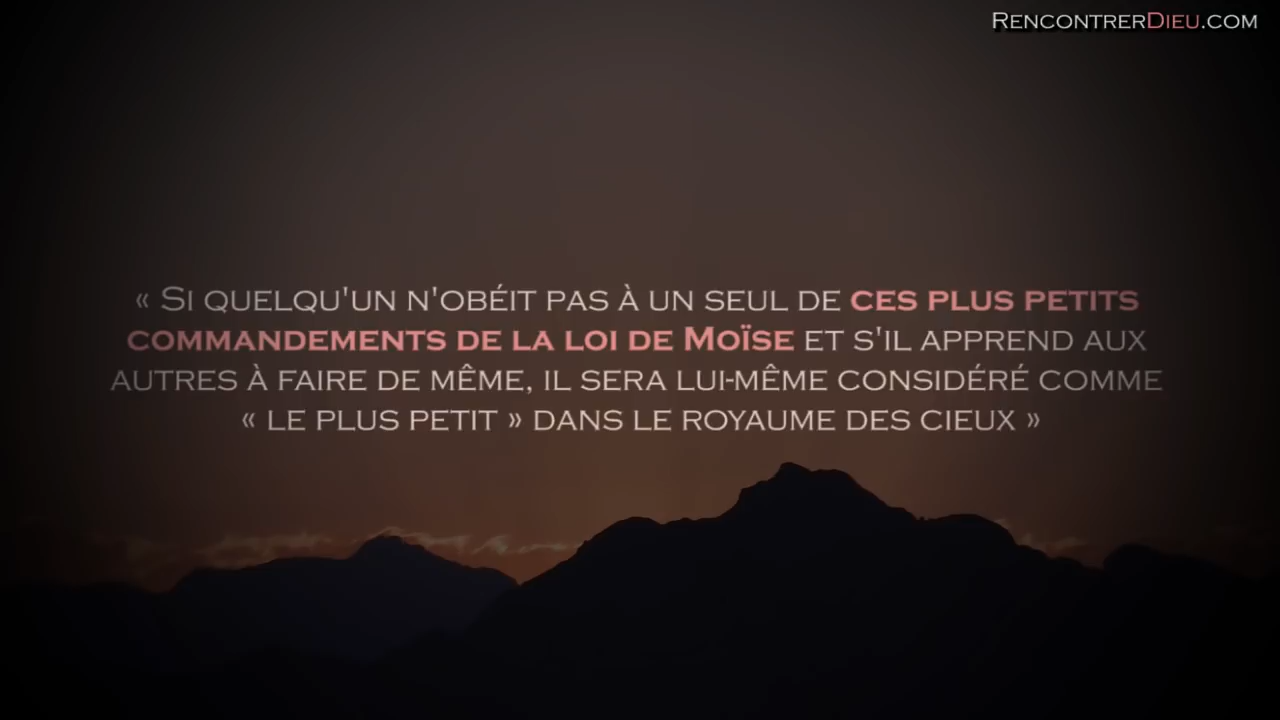 RencontrerDieu.com
« Si quelqu'un n'obéit pas à un seul de ces plus petits
commandements de la loi de Moïse et s'il apprend aux
autres à faire de même, il sera lui-même considéré comme
« le plus petit » dans le royaume des cieux »